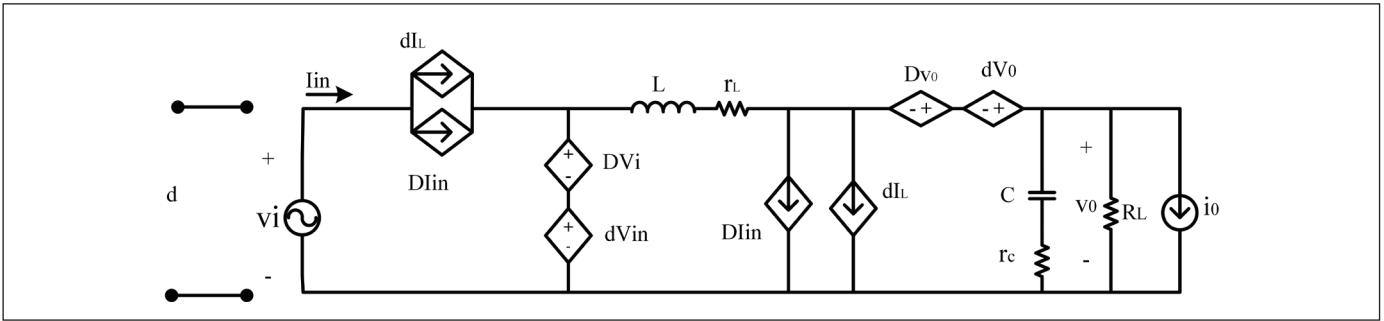 dIL
Iin
DIin
+
vi
-
d
+
-
DVi
+
-
dVin
L
rL
DIin
dIL
Dv0
- +
dV0
- +
C
rc
+
v0
-
RL
i0